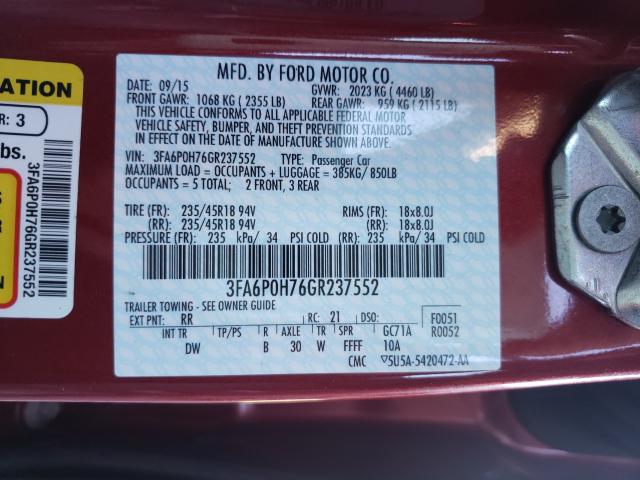 ATION
R: 3
bs.
3FA6P0H76GR237552
MFD. BY FORD MOTOR CO.
DATE: 09/15 GVWR: 2023 KG ( 4460 LB)
FRONT GAWR: 1068 KG ( 2355 LB) REAR GAWR: 959 KG ( 2115 LB)
THIS VEHICLE CONFORMS TO ALL APPLICABLE FEDERAL MOTOR
VEHICLE SAFETY, BUMPER, AND THEFT PREVENTION STANDARDS
IN EFFECT ON THE DATE OF MANUFACTURE SHOWN ABOVE.
VIN: 3FA6P0H76GR237552 TYPE: Passenger Car
MAXIMUM LOAD = OCCUPANTS + LUGGAGE = 385KG/ 850LB
OCCUPANTS = 5 TOTAL; 2 FRONT, 3 REAR
TIRE (FR): 235/45R18 94V RIMS (FR): 18x8.0J
(RR): 235/45R18 94V (RR): 18x8.0J
PRESSURE (FR): 235 kPa/ 34 PSI COLD (RR): 235 kPa/ 34 PSI COLD
3FA6P0H76GR237552
TRAILER TOWING - SEE OWNER GUIDE
EXT PNT: RR RC: 21 DSO: F0051
INT TR TP/PS R AXLE TR SPR GC71A R0052
DW B 30 W FFFF 10A
CMC 5U5A-5420472-AA